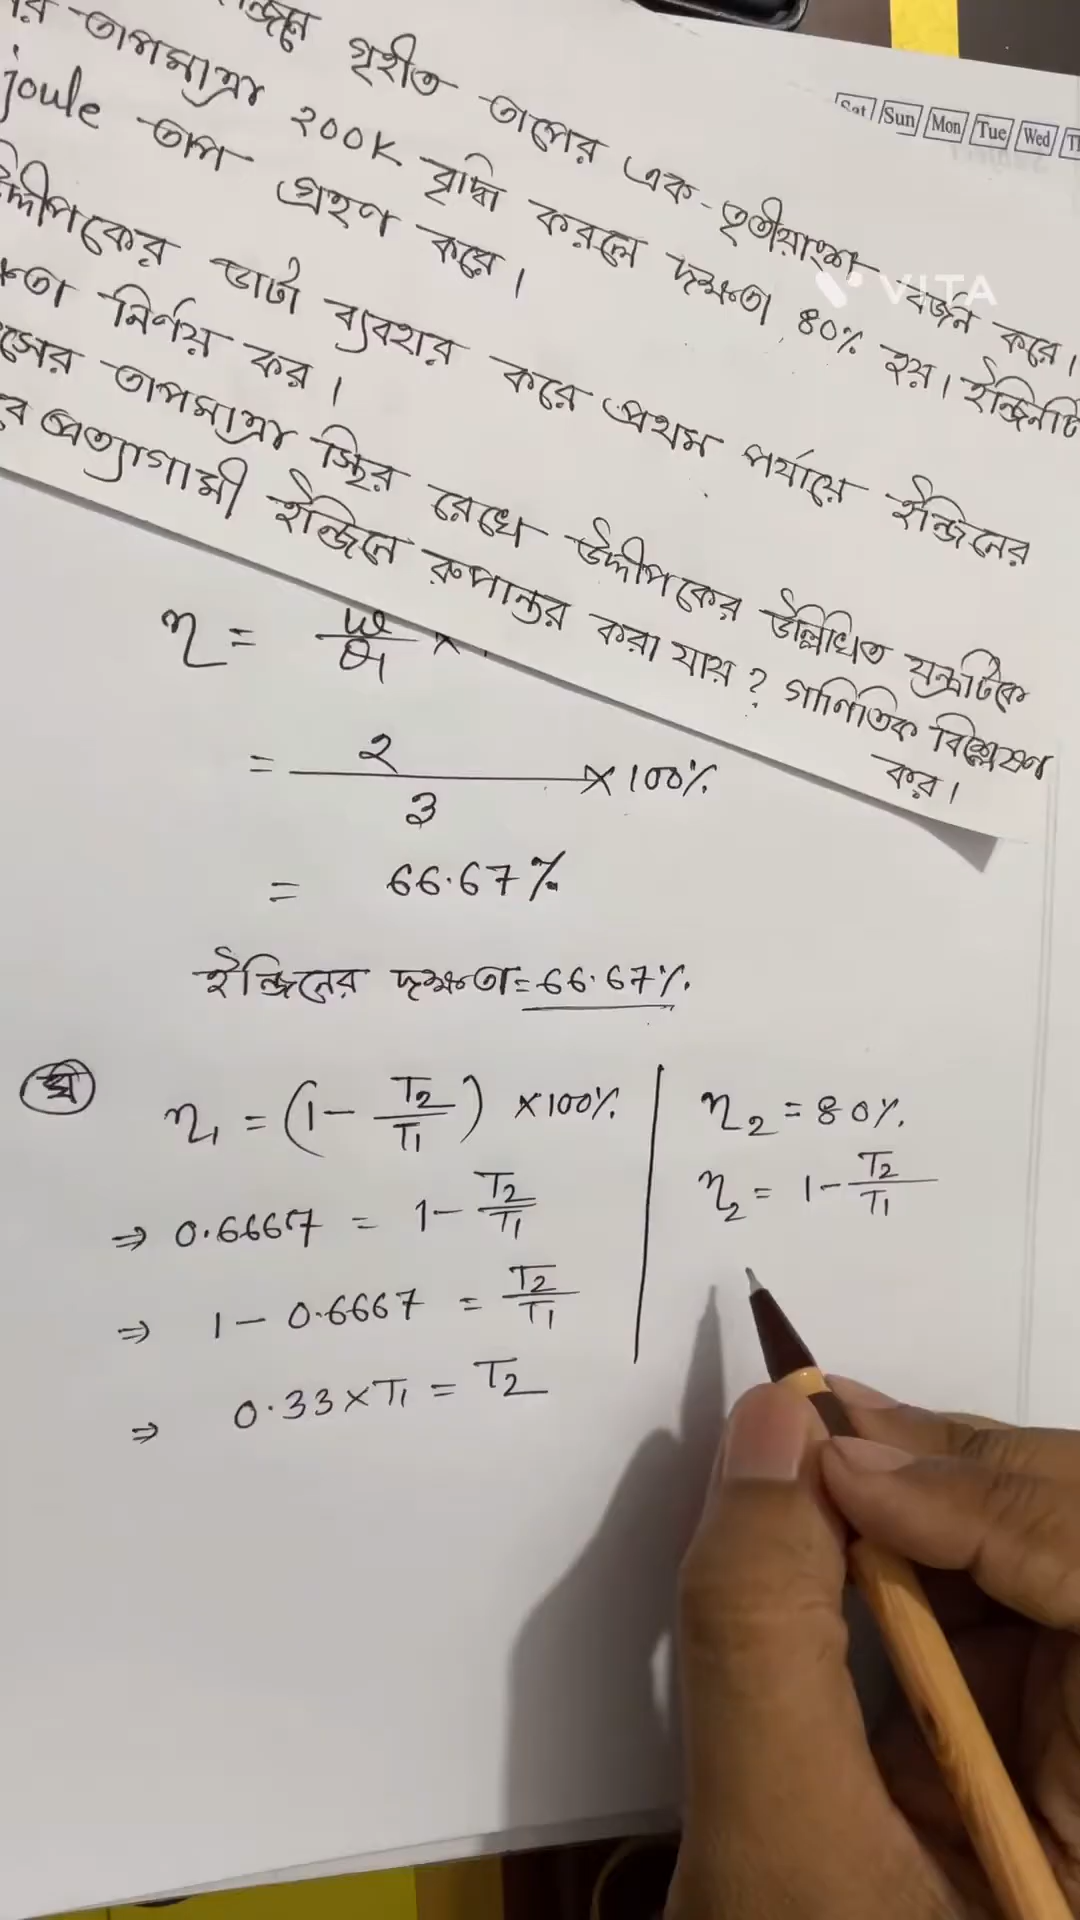 গৃহীত তাপের এক-তৃতীয়াংশ বর্জন করে।
তাপমাত্রা 200K বৃদ্ধি করলে দক্ষতা 80% হয়। ইঞ্জিনটি
joule তাপ গ্রহণ করে।
উদ্দীপকের ডাটা ব্যবহার করে প্রথম পর্যায়ে ইঞ্জিনের
নির্ণয় কর।
তাপমাত্রা স্থির রেখে উদ্দীপকের উল্লিখিত যন্ত্রটিকে
প্রত্যাগামী ইঞ্জিনে রুপান্তর করা যায়? গাণিতিক বিশ্লেষণ
কর।
Sat Sun Mon Tue Wed
VITA
η = W/Q₁ ×
= 2/3 × 100%
= 66.67%
ইঞ্জিনের দক্ষতা = 66.67%.
ঘ
η₁ = (1 - T₂/T₁) × 100%
⇒ 0.6667 = 1 - T₂/T₁
⇒ 1 - 0.6667 = T₂/T₁
⇒ 0.33 × T₁ = T₂
η₂ = 80%.
η₂ = 1 - T₂/T₁